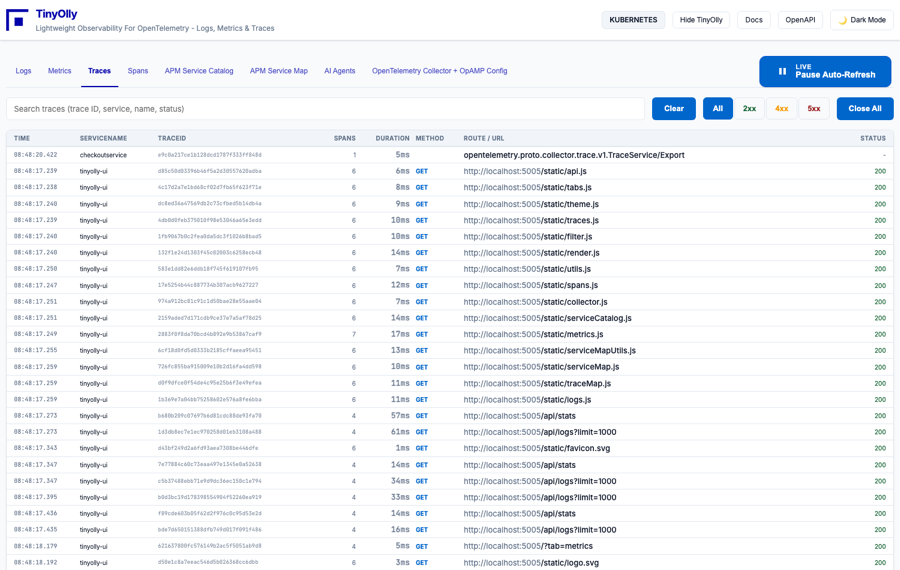 TinyOlly
Lightweight Observability For OpenTelemetry - Logs, Metrics & Traces
KUBERNETES Hide TinyOlly Docs OpenAPI 🌙 Dark Mode
Logs Metrics Traces Spans APM Service Catalog APM Service Map AI Agents OpenTelemetry Collector + OpAMP Config
LIVE
Pause Auto-Refresh
Search traces (trace ID, service, name, status) Clear All 2xx 4xx 5xx Close All
TIME SERVICENAME TRACEID SPANS DURATION METHOD ROUTE / URL STATUS
08:48:20.422 checkoutservice 1 5ms opentelemetry.proto.collector.trace.v1.TraceService/Export -
08:48:17.239 tinyolly-ui 6 6ms GET http://localhost:5005/static/api.js 200
08:48:17.238 tinyolly-ui 6 8ms GET http://localhost:5005/static/tabs.js 200
08:48:17.240 tinyolly-ui 6 9ms GET http://localhost:5005/static/theme.js 200
08:48:17.239 tinyolly-ui 6 10ms GET http://localhost:5005/static/traces.js 200
08:48:17.240 tinyolly-ui 6 10ms GET http://localhost:5005/static/filter.js 200
08:48:17.240 tinyolly-ui 6 14ms GET http://localhost:5005/static/render.js 200
08:48:17.250 tinyolly-ui 6 7ms GET http://localhost:5005/static/utils.js 200
08:48:17.247 tinyolly-ui 6 12ms GET http://localhost:5005/static/spans.js 200
08:48:17.251 tinyolly-ui 6 7ms GET http://localhost:5005/static/collector.js 200
08:48:17.251 tinyolly-ui 6 14ms GET http://localhost:5005/static/serviceCatalog.js 200
08:48:17.249 tinyolly-ui 7 17ms GET http://localhost:5005/static/metrics.js 200
08:48:17.255 tinyolly-ui 6 13ms GET http://localhost:5005/static/serviceMapUtils.js 200
08:48:17.259 tinyolly-ui 6 10ms GET http://localhost:5005/static/serviceMap.js 200
08:48:17.259 tinyolly-ui 6 11ms GET http://localhost:5005/static/traceMap.js 200
08:48:17.259 tinyolly-ui 6 11ms GET http://localhost:5005/static/logs.js 200
08:48:17.273 tinyolly-ui 4 57ms GET http://localhost:5005/api/stats 200
08:48:17.273 tinyolly-ui 4 61ms GET http://localhost:5005/api/logs?limit=1000 200
08:48:17.343 tinyolly-ui 6 1ms GET http://localhost:5005/static/favicon.svg 200
08:48:17.347 tinyolly-ui 4 14ms GET http://localhost:5005/api/stats 200
08:48:17.347 tinyolly-ui 4 34ms GET http://localhost:5005/api/logs?limit=1000 200
08:48:17.395 tinyolly-ui 4 33ms GET http://localhost:5005/api/logs?limit=1000 200
08:48:17.436 tinyolly-ui 4 14ms GET http://localhost:5005/api/stats 200
08:48:17.435 tinyolly-ui 4 16ms GET http://localhost:5005/api/logs?limit=1000 200
08:48:18.179 tinyolly-ui 4 5ms GET http://localhost:5005/?tab=metrics 200
08:48:18.192 tinyolly-ui 6 3ms GET http://localhost:5005/static/logo.svg 200